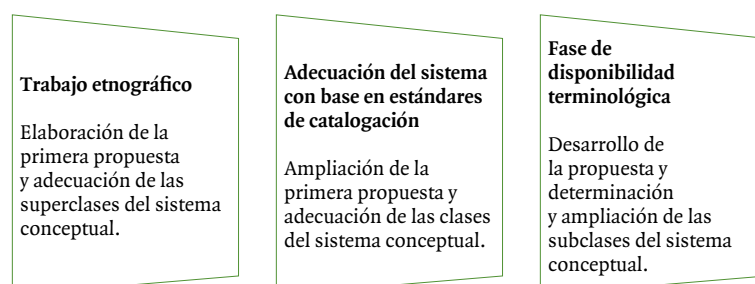 Trabajo etnográfico
Elaboración de la
primera propuesta
y adecuación de las
superclases del sistema
conceptual.
Adecuación del sistema
con base en estándares
de catalogación
Ampliación de la
primera propuesta y
adecuación de las clases
del sistema conceptual.
Fase de
disponibilidad
terminológica
Desarrollo de
la propuesta y
determinación
y ampliación de las
subclases del sistema
conceptual.